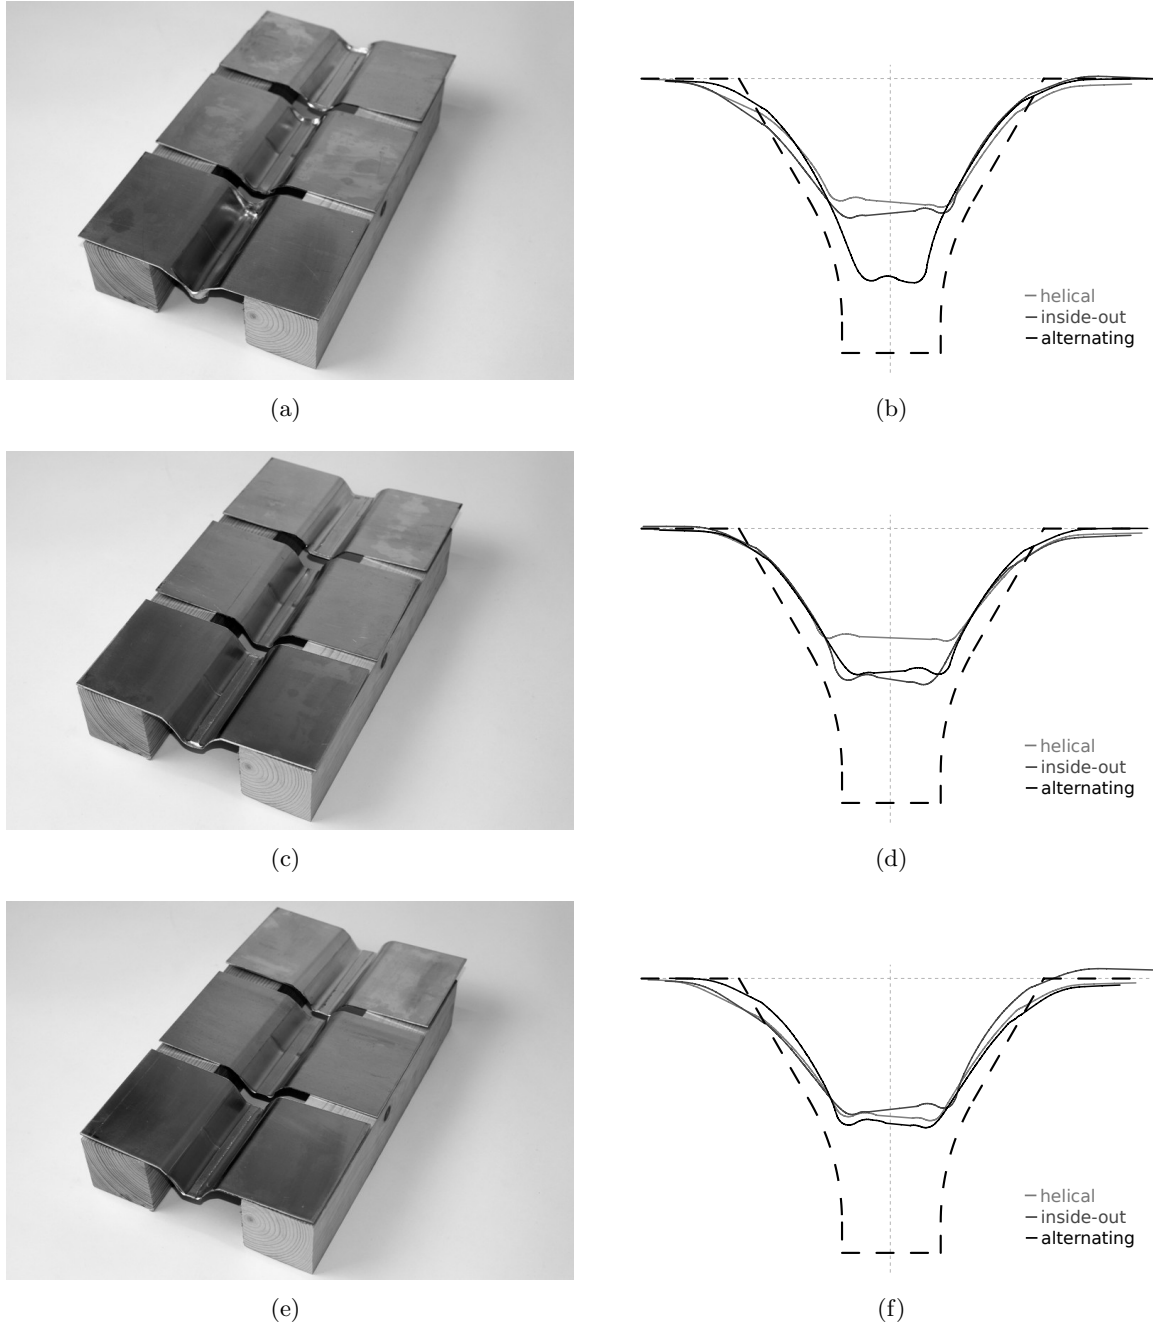 helical
inside-out
alternating
(a)
(b)
helical
inside-out
alternating
(c)
(d)
helical
inside-out
alternating
(e)
(f)